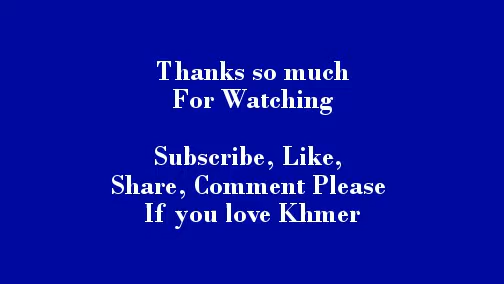 Thanks so much
For Watching
Subscribe, Like,
Share, Comment Please
If you love Khmer